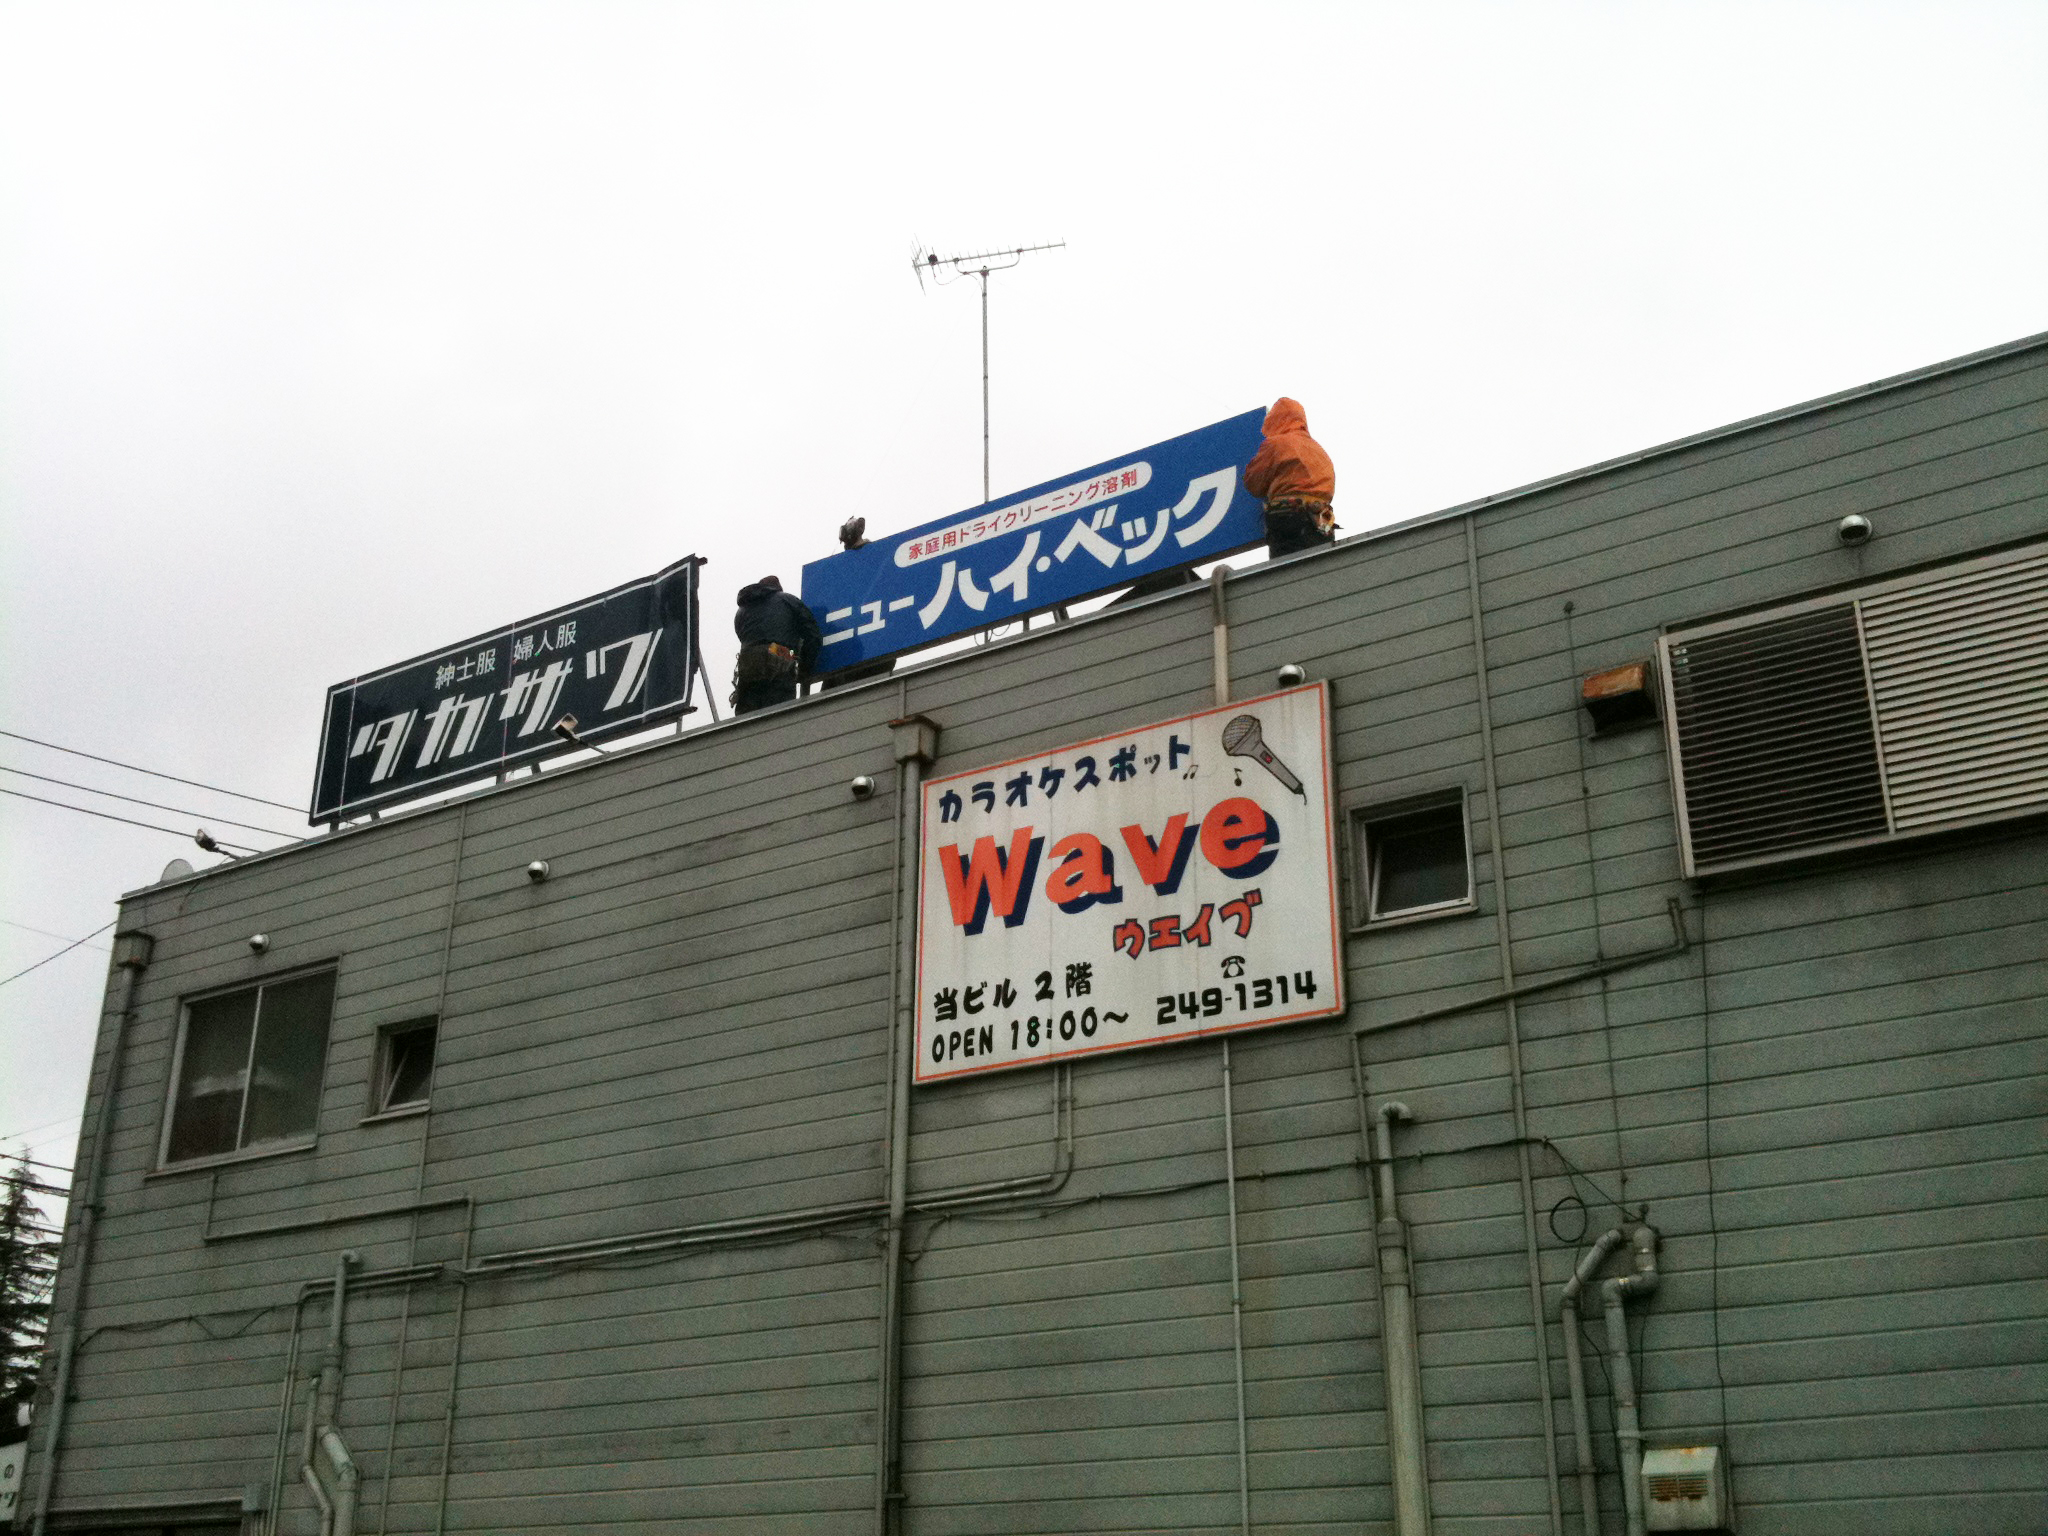 紳士服 婦人服
タカサワ
家庭用ドライクリーニング溶剤
ニューハイ・ベック
カラオケスポット
Wave
ウエイブ
当ビル 2階
OPEN 18:00〜
249-1314
の